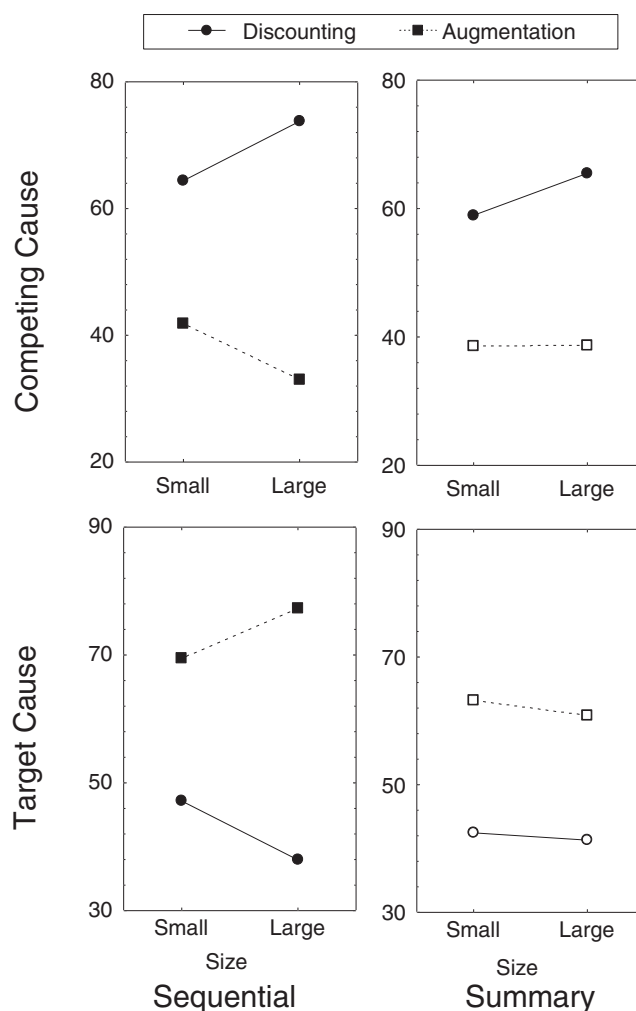 Discounting Augmentation
Competing Cause
80
60
40
20
Small Large
80
60
40
20
Small Large
Target Cause
90
70
50
30
Small Large
Size
Sequential
90
70
50
30
Small Large
Size
Summary